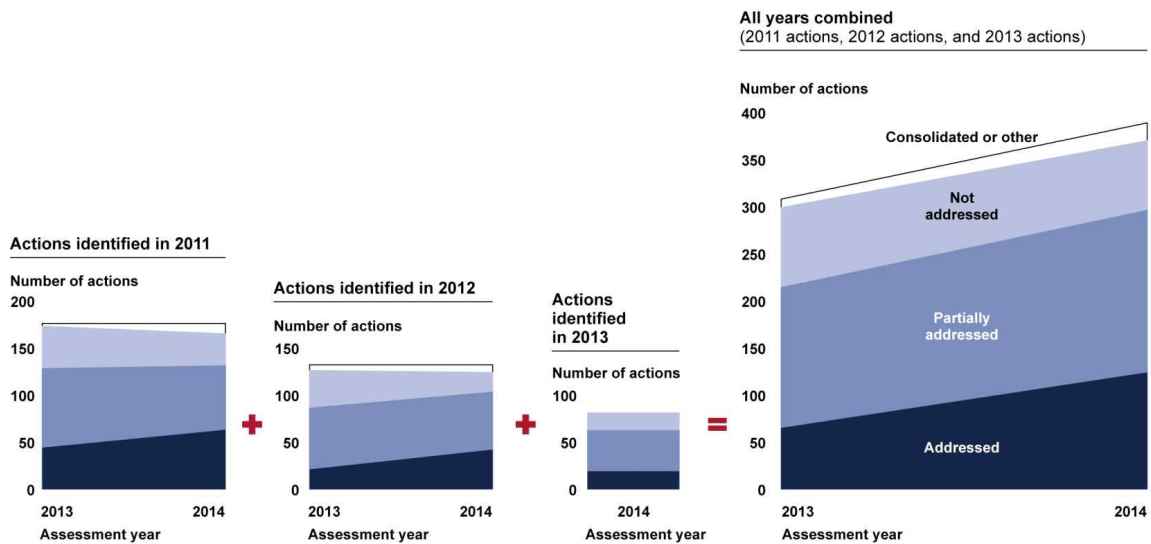 Actions identified in 2011
Number of actions
200
150
100
50
0
2013
2014
Assessment year
Actions identified in 2012
Number of actions
150
100
50
0
2013
2014
Assessment year
Actions
identified
in 2013
Number of actions
100
50
0
2014
Assessment year
All years combined
(2011 actions, 2012 actions, and 2013 actions)
Number of actions
400
350
300
250
200
150
100
50
0
Consolidated or other
Not
addressed
Partially
addressed
Addressed
2013
2014
Assessment year